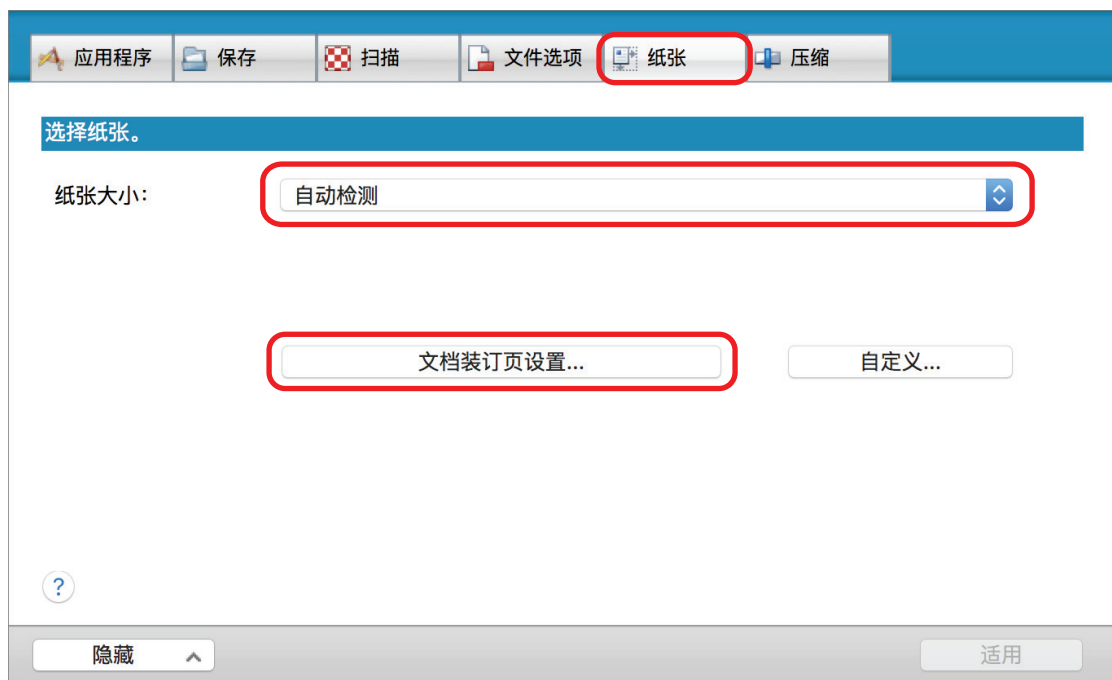 应用程序 保存 扫描 文件选项 纸张 压缩
选择纸张。
纸张大小: 自动检测
文档装订页设置... 自定义...
?
隐藏 适用